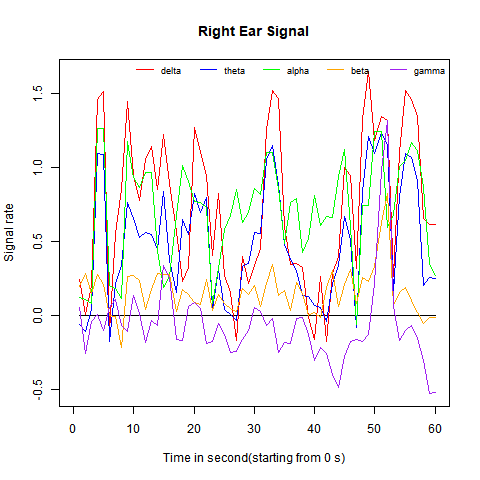 Right Ear Signal
delta theta alpha beta gamma
Signal rate
1.5
1.0
0.5
0.0
-0.5
0 10 20 30 40 50 60
Time in second(starting from 0 s)